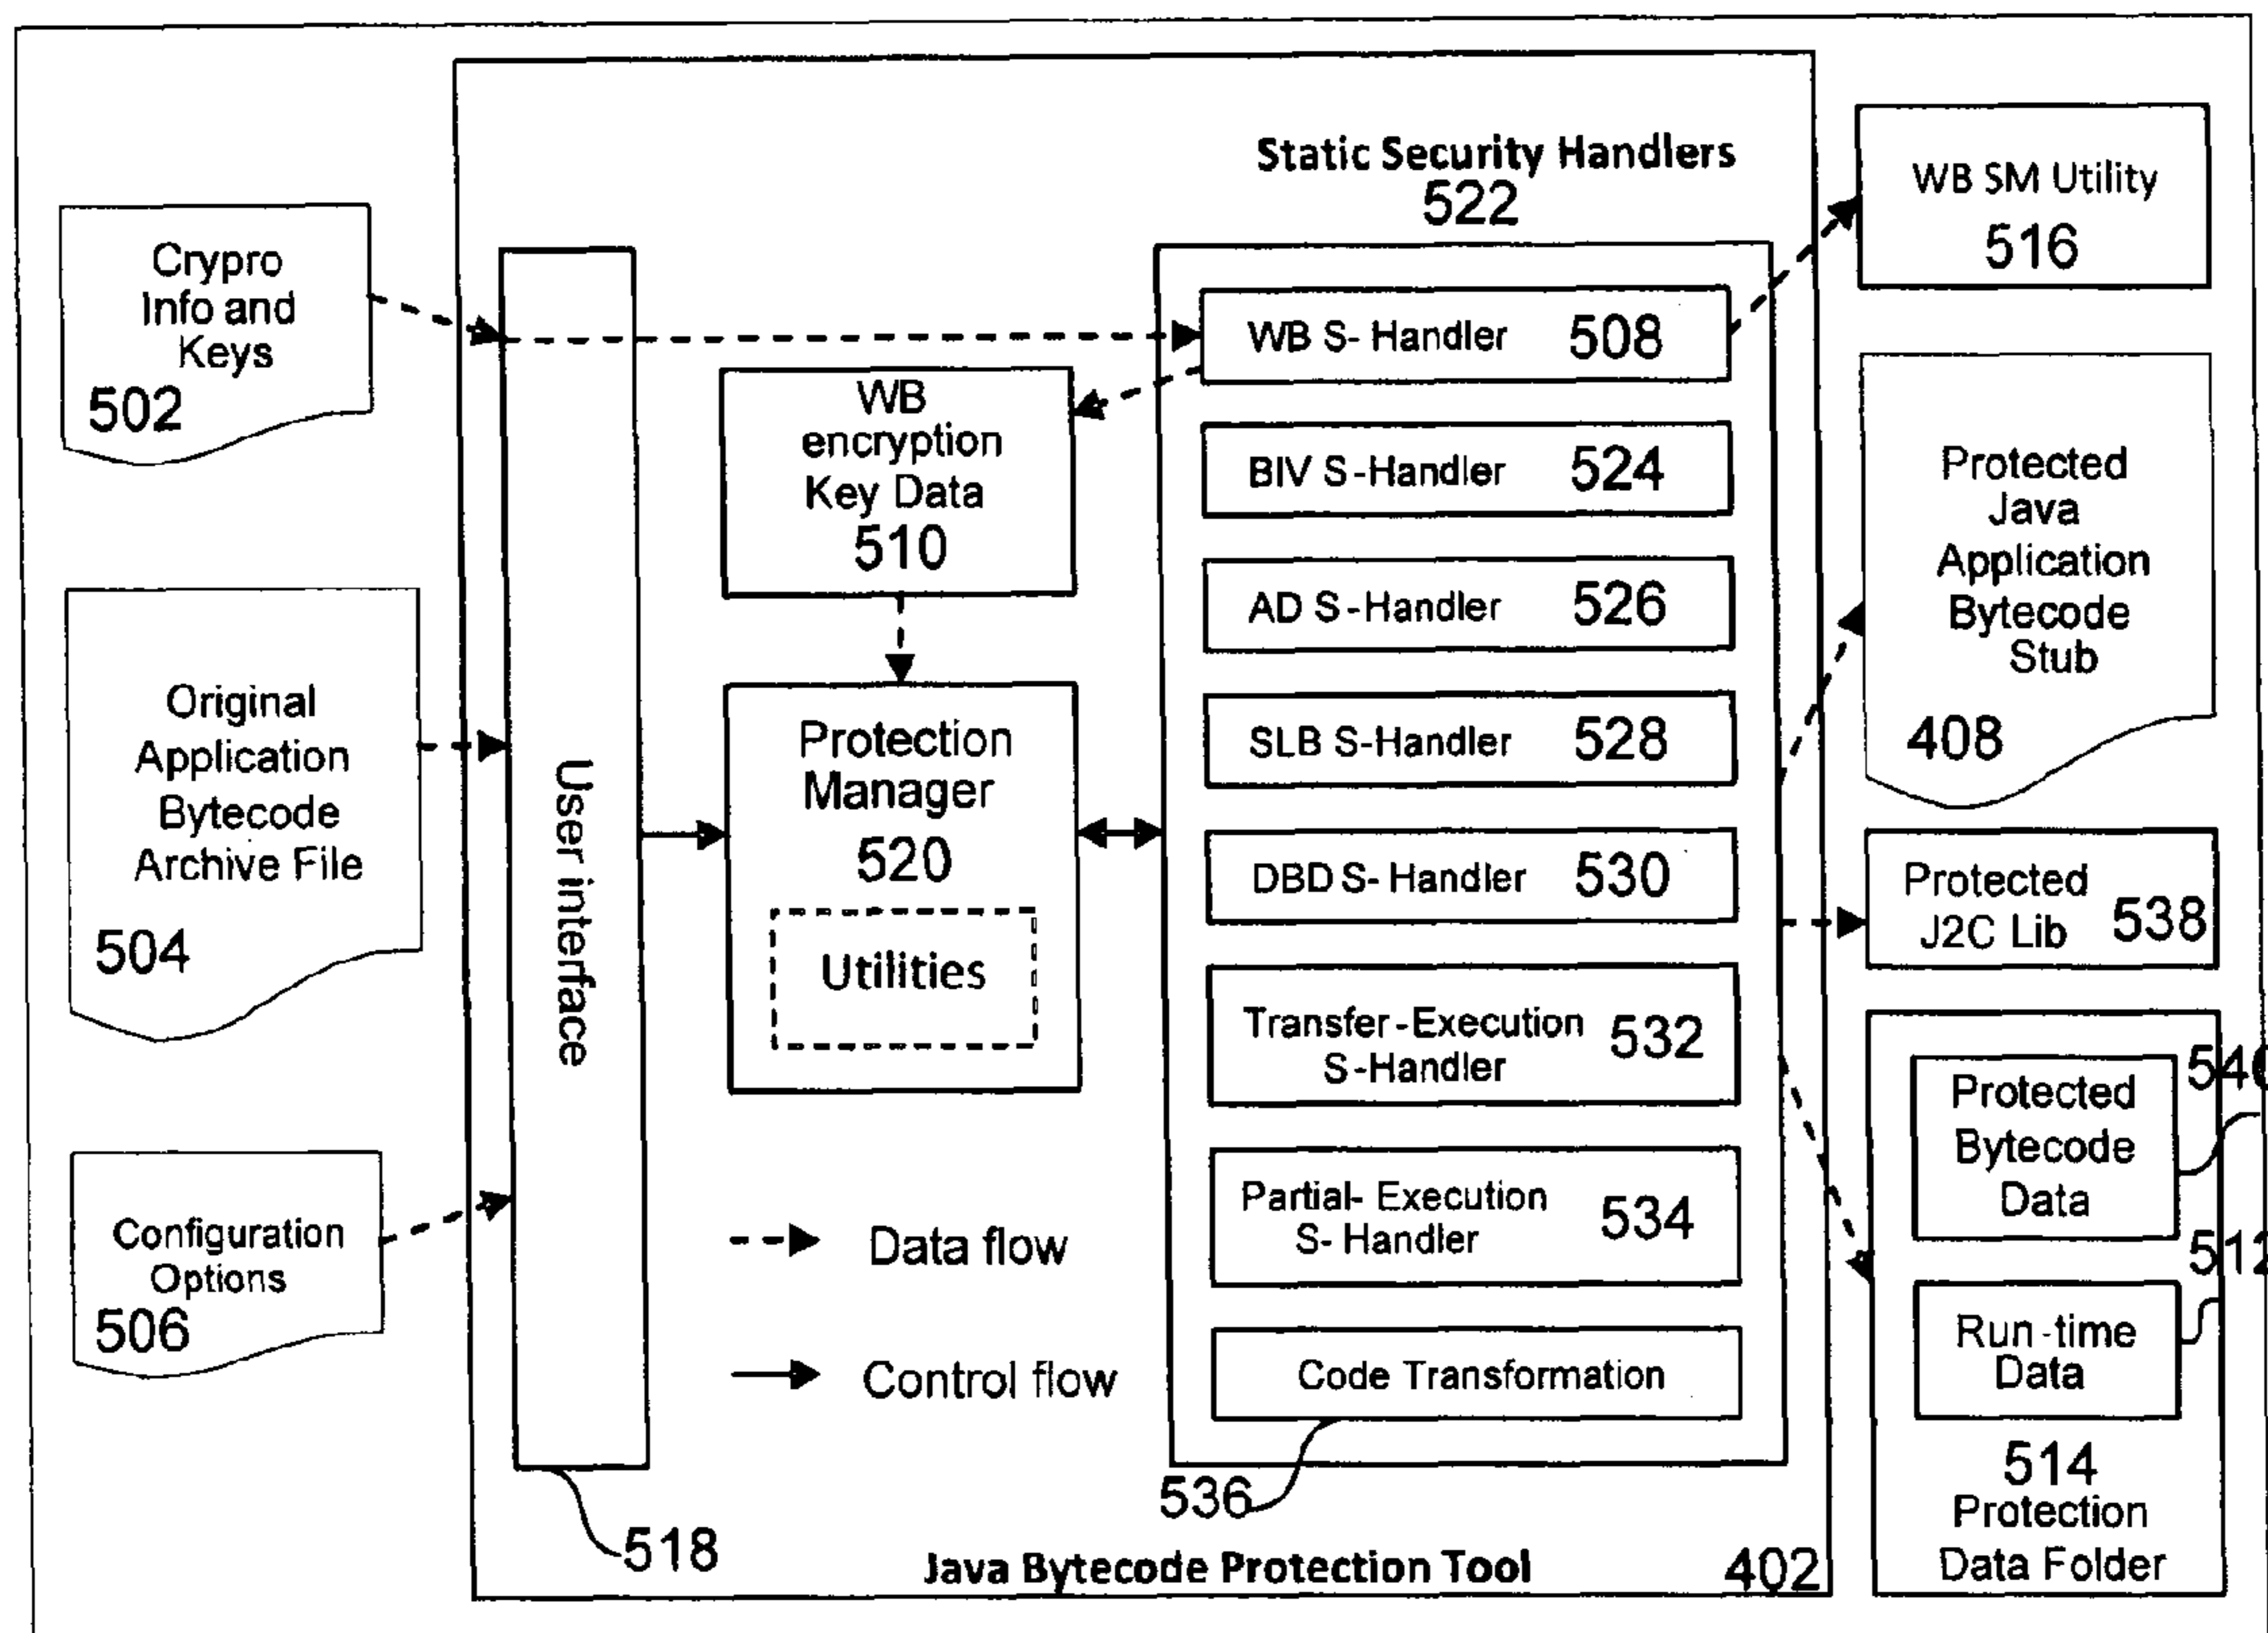 Static Security Handlers
522
Crypro
Info and
Keys
502
Original
Application
Bytecode
Archive File
504
Configuration
Options
506
User interface
518
WB
encryption
Key Data
510
Protection
Manager
520
Utilities
Data flow
Control flow
WB S- Handler 508
BIV S-Handler 524
AD S-Handler 526
SLB S-Handler 528
DBD S- Handler 530
Transfer-Execution
S-Handler
532
Partial- Execution
S- Handler
534
Code Transformation
536
Java Bytecode Protection Tool
402
WB SM Utility
516
Protected
Java
Application
Bytecode
Stub
408
Protected
J2C Lib
538
Protected
Bytecode
Data
540
Run-time
Data
512
514
Protection
Data Folder